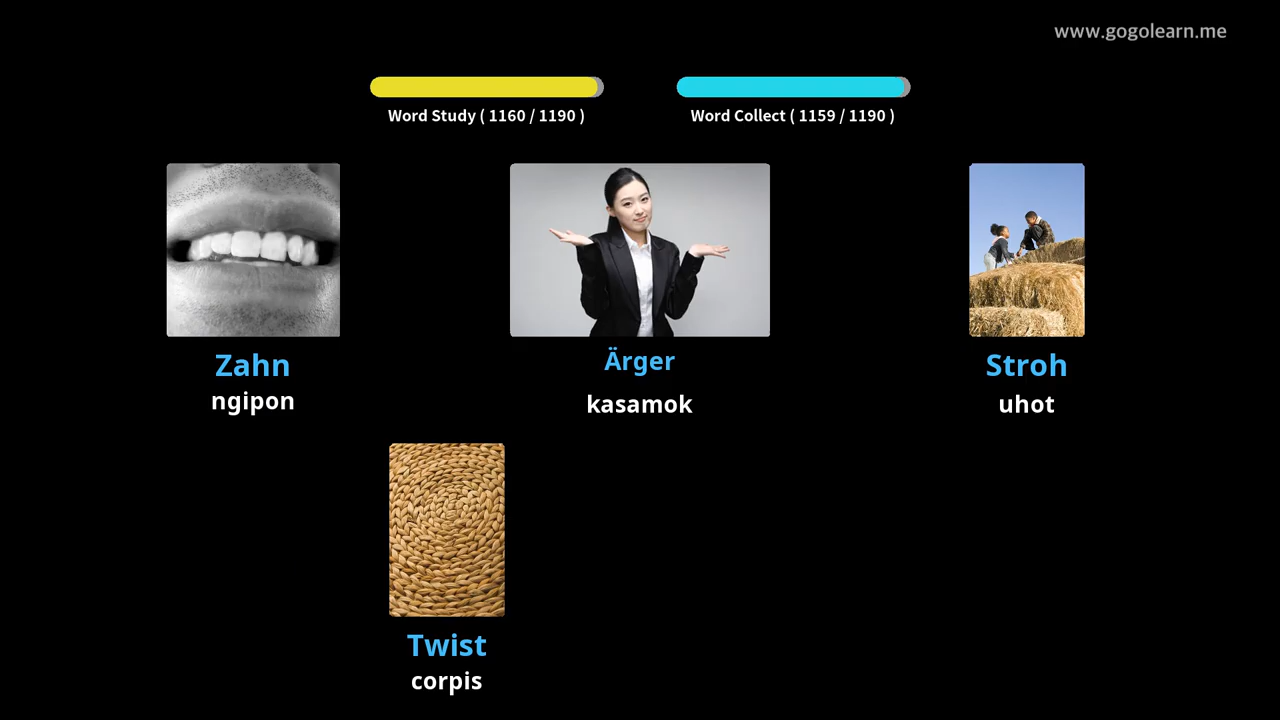 www.gogolearn.me
Word Study ( 1160 / 1190 )
Word Collect ( 1159 / 1190 )
Zahn
ngipon
Ärger
kasamok
Stroh
uhot
Twist
corpis